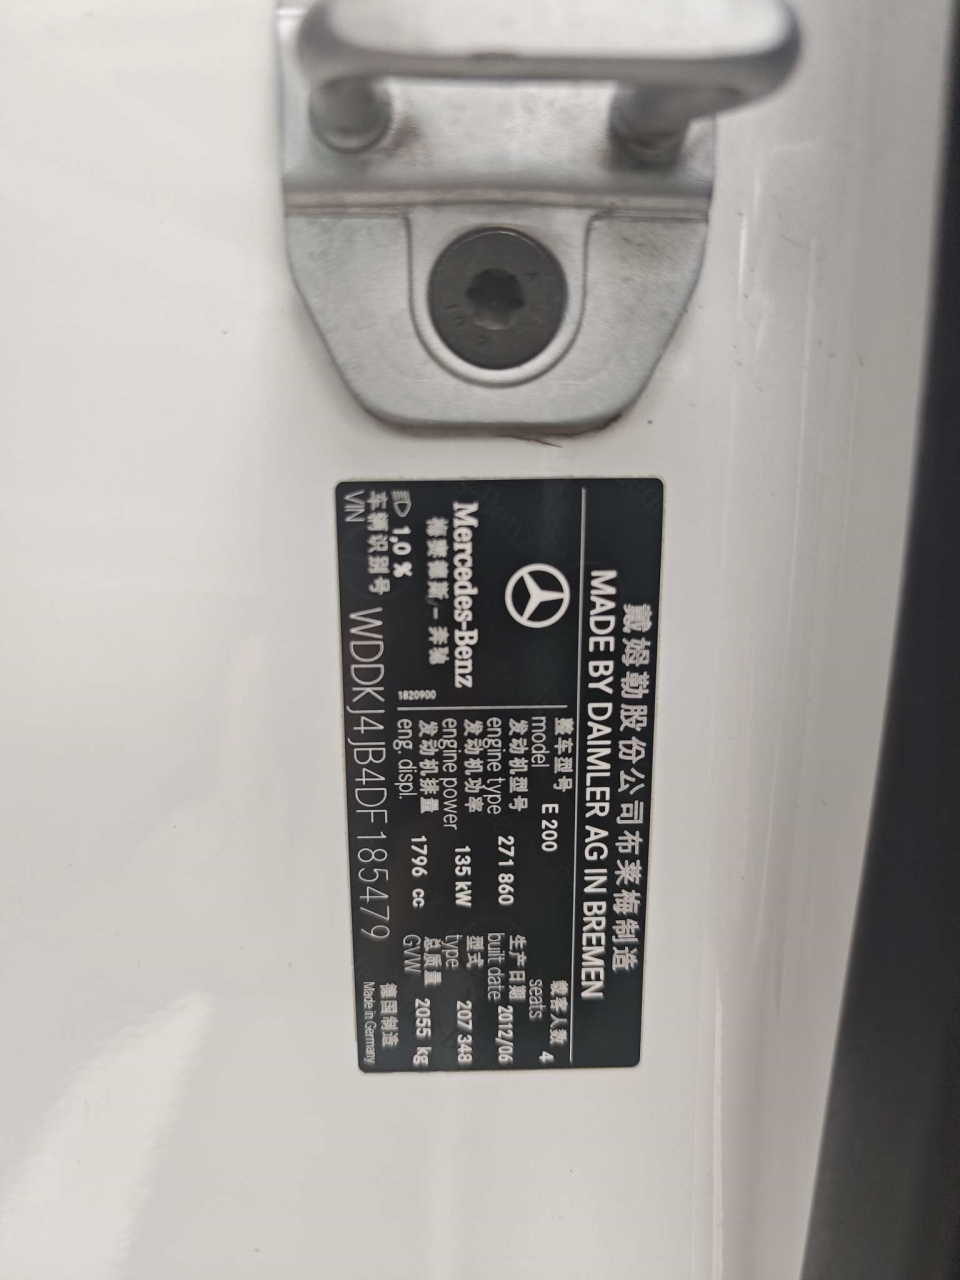 戴姆勒股份公司布莱梅制造
MADE BY DAIMLER AG IN BREMEN
整车型号
model E 200
载客人数
seats: 4
发动机型号
engine type 271 860
生产日期
built date: 2012/06
发动机功率
engine power 135 kW
型式
type: 207 348
发动机排量
eng. displ. 1796 cc
总质量
GVW 2055 kg
Mercedes-Benz
梅赛德斯-奔驰
1820900
1,0 %
车辆识别号
VIN WDDKJ4JB4DF185479
德国制造
Made in Germany